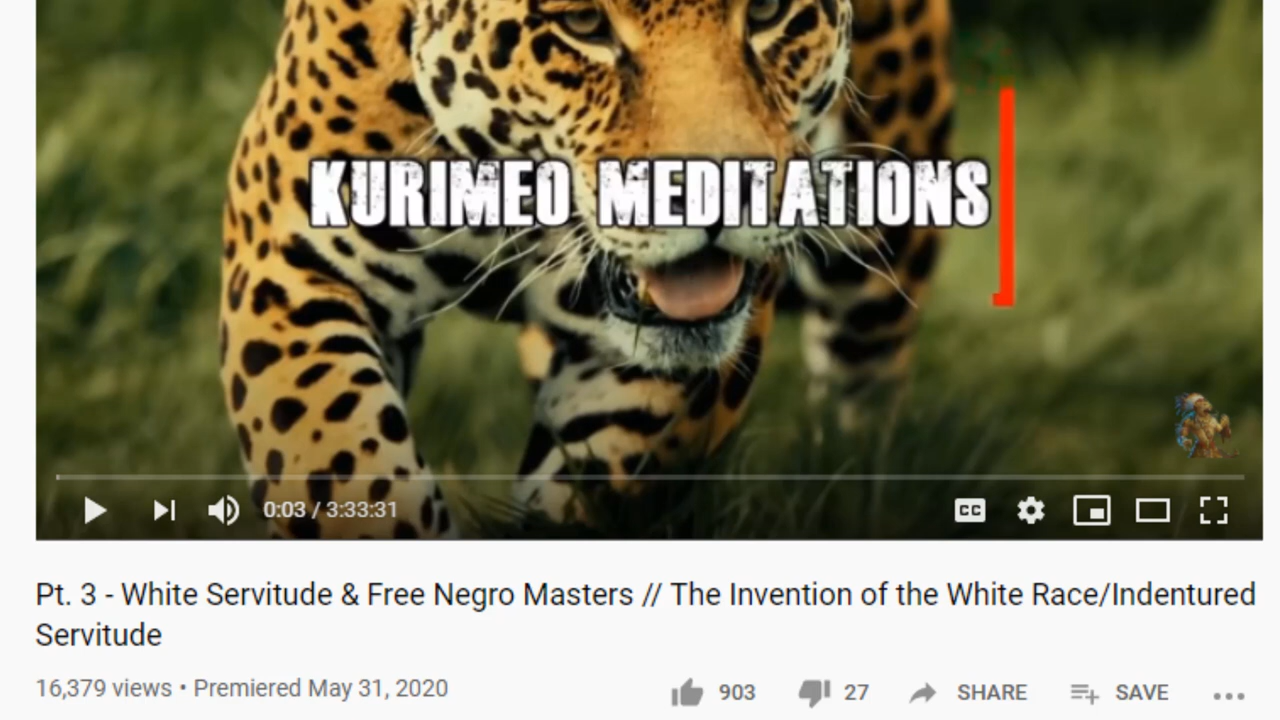 KURIMEO MEDITATIONS
CC
0:03 / 3:33:31
Pt. 3 - White Servitude & Free Negro Masters // The Invention of the White Race/Indentured
Servitude
16,379 views • Premiered May 31, 2020
903
27
SHARE
SAVE